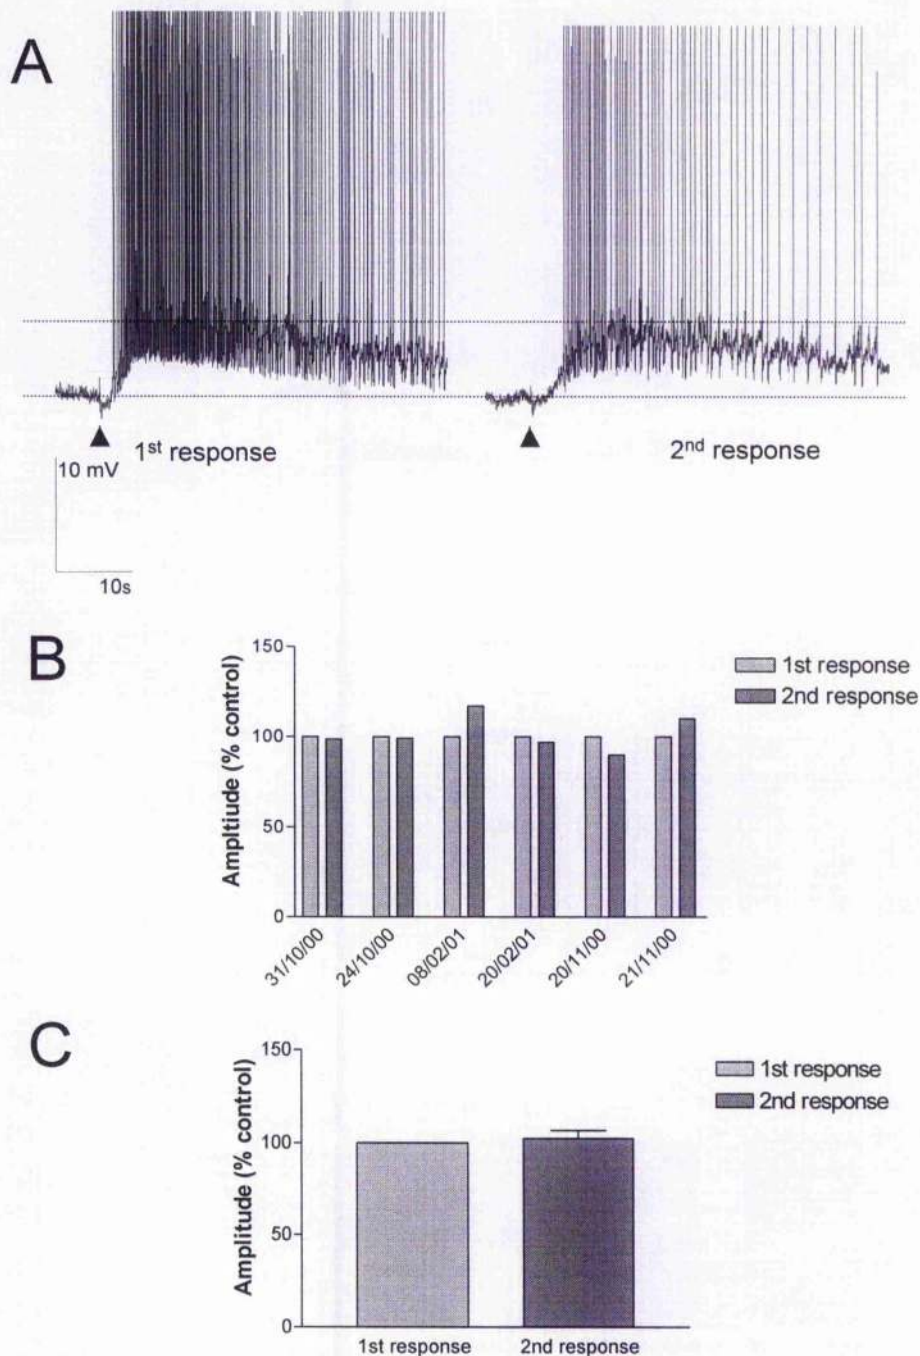 A
1st response
2nd response
10 mV
10s
B
150
100
50
0
Ampltiude (% control)
1st response
2nd response
31/10/00
24/10/00
08/02/01
20/02/01
20/11/00
21/11/00
C
150
100
50
0
Amplitude (% control)
1st response
2nd response
1st response
2nd response